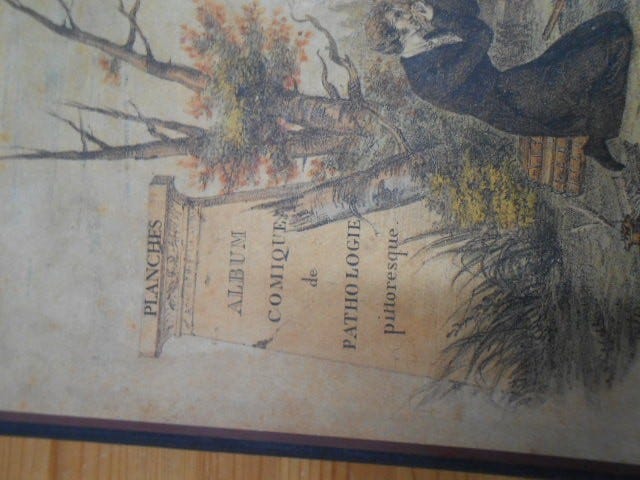 PLANCHES
ALBUM
COMIQUE
de
PATHOLOGIE
pittoresque.